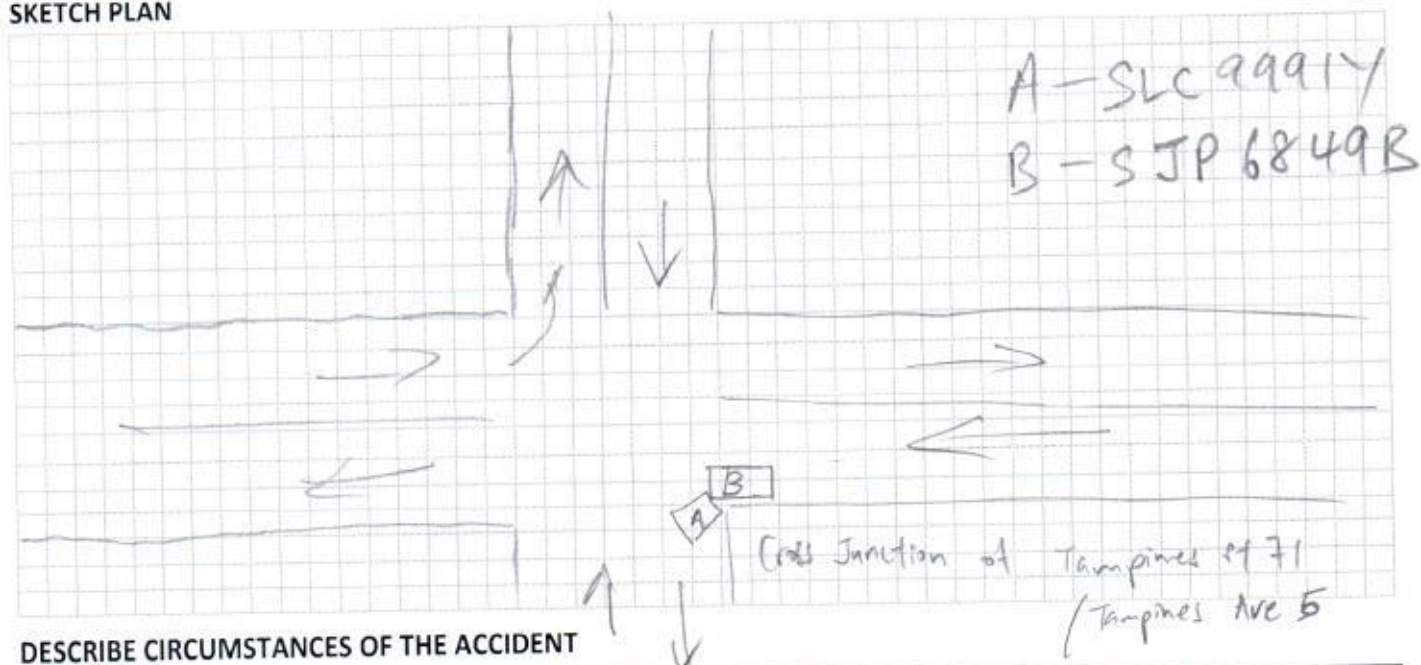 SKETCH PLAN
A - SLC 9991Y
B - SJP 6849B
B
A
Cross Junction of Tampines st 71
/ Tampines Ave 5
DESCRIBE CIRCUMSTANCES OF THE ACCIDENT